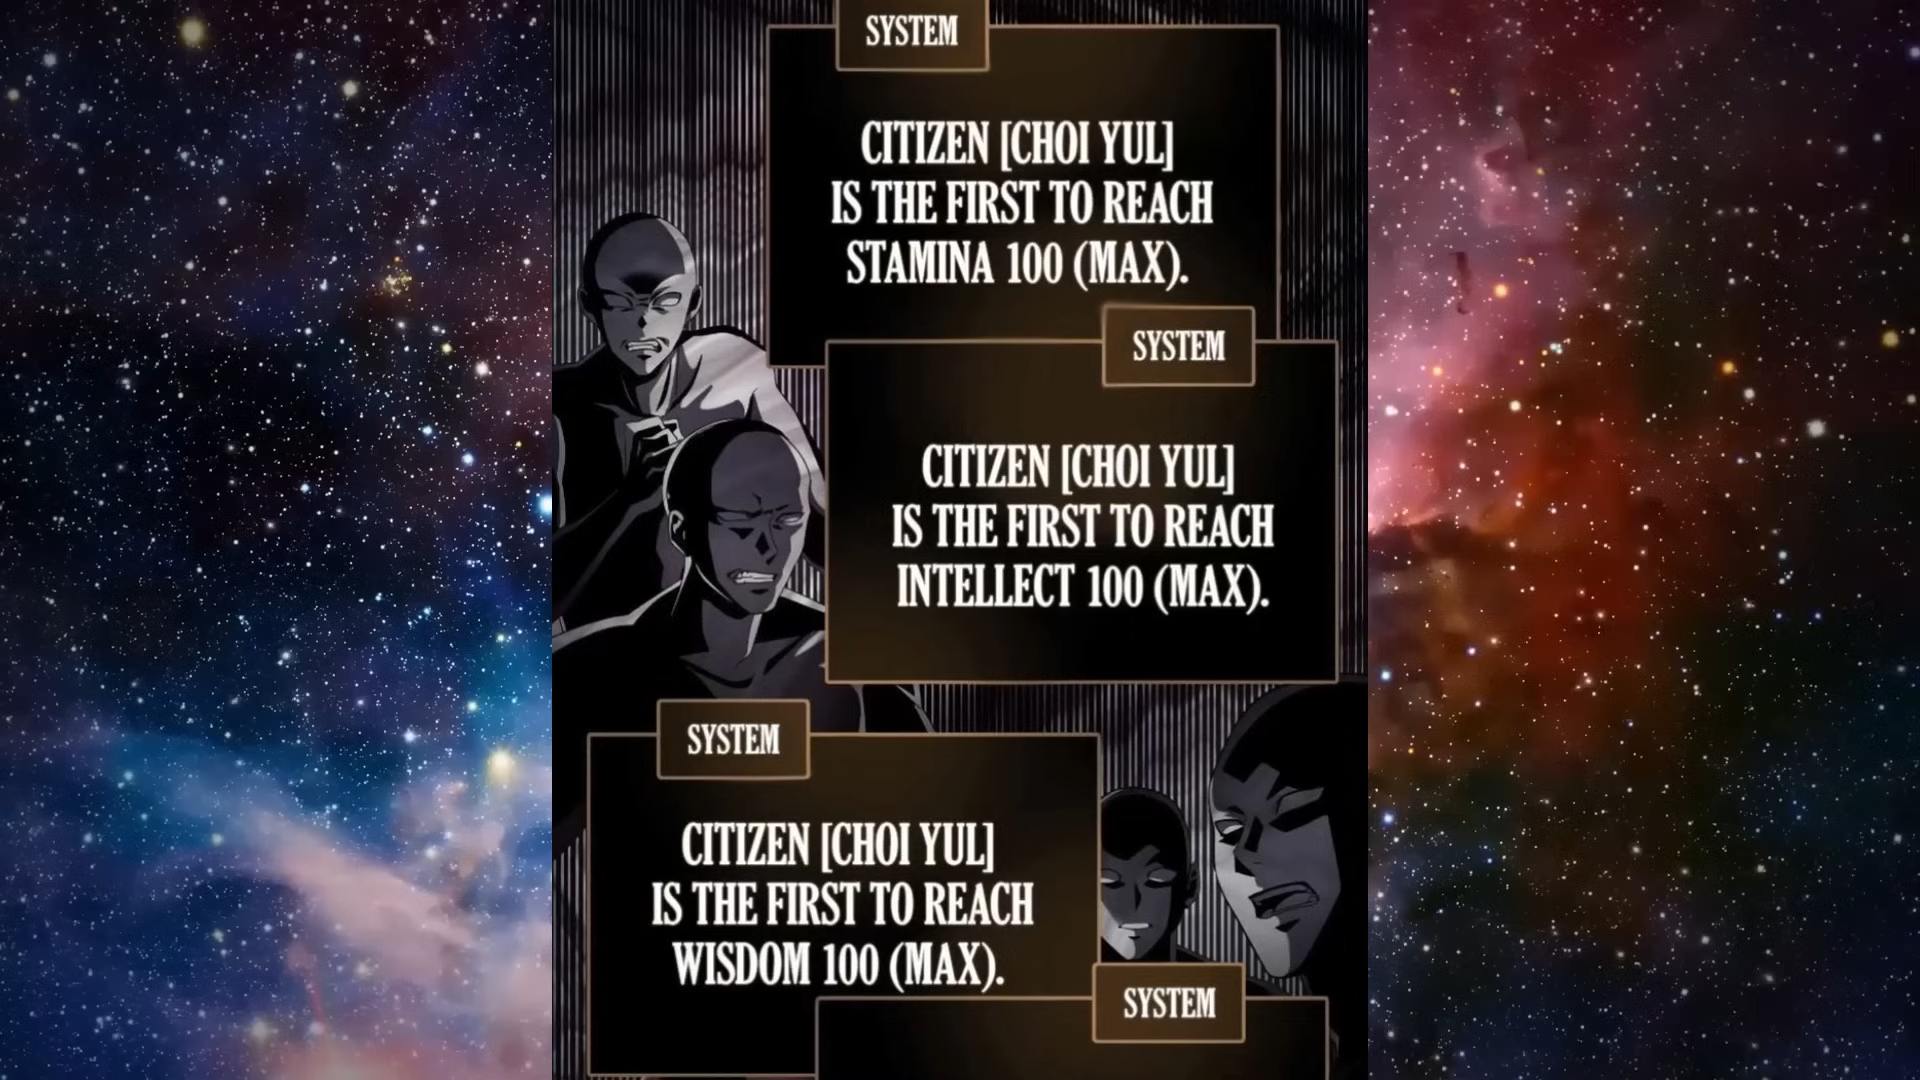 SYSTEM
CITIZEN [CHOI YUL]
IS THE FIRST TO REACH
STAMINA 100 (MAX).
SYSTEM
CITIZEN [CHOI YUL]
IS THE FIRST TO REACH
INTELLECT 100 (MAX).
SYSTEM
CITIZEN [CHOI YUL]
IS THE FIRST TO REACH
WISDOM 100 (MAX).
SYSTEM